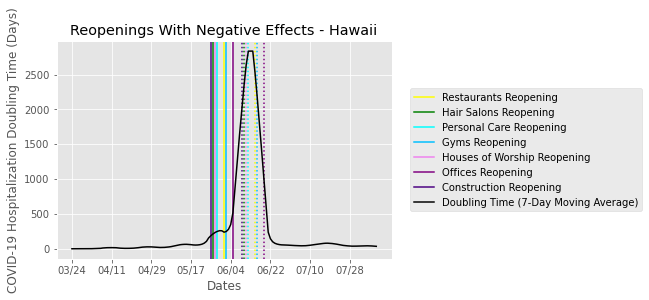 Reopenings With Negative Effects - Hawaii
COVID-19 Hospitalization Doubling Time (Days)
2500
2000
1500
1000
500
0
03/24 04/11 04/29 05/17 06/04 06/22 07/10 07/28
Dates
Restaurants Reopening
Hair Salons Reopening
Personal Care Reopening
Gyms Reopening
Houses of Worship Reopening
Offices Reopening
Construction Reopening
Doubling Time (7-Day Moving Average)